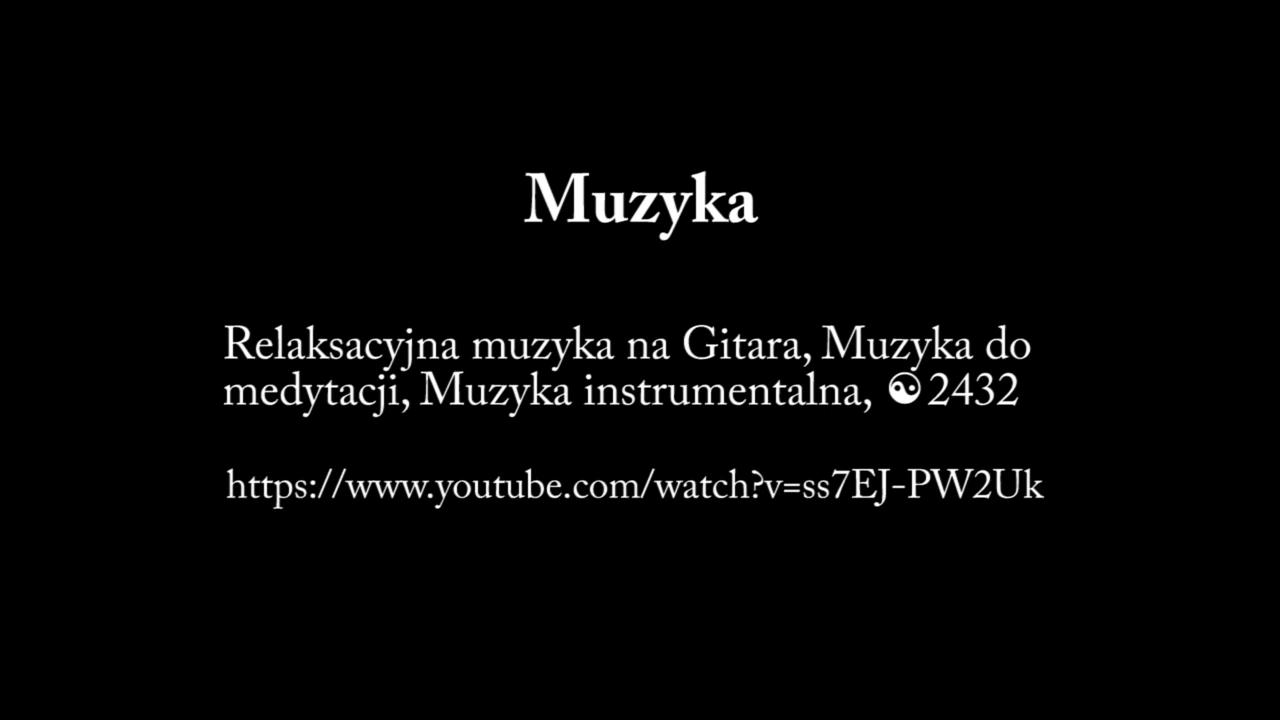 Muzyka
Relaksacyjna muzyka na Gitara, Muzyka do
medytacji, Muzyka instrumentalna, ☯2432
https://www.youtube.com/watch?v=ss7EJ-PW2Uk